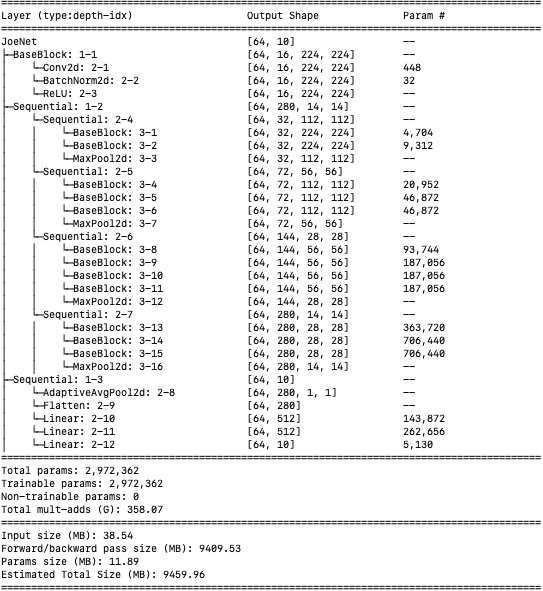 ==========================================================================================
Layer (type:depth-idx)                   Output Shape              Param #
==========================================================================================
JoeNet                                   [64, 10]                  --
├─BaseBlock: 1-1                         [64, 16, 224, 224]        --
│    └─Conv2d: 2-1                       [64, 16, 224, 224]        448
│    └─BatchNorm2d: 2-2                  [64, 16, 224, 224]        32
│    └─ReLU: 2-3                         [64, 16, 224, 224]        --
├─Sequential: 1-2                        [64, 280, 14, 14]         --
│    └─Sequential: 2-4                   [64, 32, 112, 112]        --
│    │    └─BaseBlock: 3-1               [64, 32, 224, 224]        4,704
│    │    └─BaseBlock: 3-2               [64, 32, 224, 224]        9,312
│    │    └─MaxPool2d: 3-3               [64, 32, 112, 112]        --
│    └─Sequential: 2-5                   [64, 72, 56, 56]          --
│    │    └─BaseBlock: 3-4               [64, 72, 112, 112]        20,952
│    │    └─BaseBlock: 3-5               [64, 72, 112, 112]        46,872
│    │    └─BaseBlock: 3-6               [64, 72, 112, 112]        46,872
│    │    └─MaxPool2d: 3-7               [64, 72, 56, 56]          --
│    └─Sequential: 2-6                   [64, 144, 28, 28]         --
│    │    └─BaseBlock: 3-8               [64, 144, 56, 56]         93,744
│    │    └─BaseBlock: 3-9               [64, 144, 56, 56]         187,056
│    │    └─BaseBlock: 3-10              [64, 144, 56, 56]         187,056
│    │    └─BaseBlock: 3-11              [64, 144, 56, 56]         187,056
│    │    └─MaxPool2d: 3-12              [64, 144, 28, 28]         --
│    └─Sequential: 2-7                   [64, 280, 14, 14]         --
│    │    └─BaseBlock: 3-13              [64, 280, 28, 28]         363,720
│    │    └─BaseBlock: 3-14              [64, 280, 28, 28]         706,440
│    │    └─BaseBlock: 3-15              [64, 280, 28, 28]         706,440
│    │    └─MaxPool2d: 3-16              [64, 280, 14, 14]         --
├─Sequential: 1-3                        [64, 10]                  --
│    └─AdaptiveAvgPool2d: 2-8            [64, 280, 1, 1]           --
│    └─Flatten: 2-9                      [64, 280]                 --
│    └─Linear: 2-10                      [64, 512]                 143,872
│    └─Linear: 2-11                      [64, 512]                 262,656
│    └─Linear: 2-12                      [64, 10]                  5,130
==========================================================================================
Total params: 2,972,362
Trainable params: 2,972,362
Non-trainable params: 0
Total mult-adds (G): 358.07
==========================================================================================
Input size (MB): 38.54
Forward/backward pass size (MB): 9409.53
Params size (MB): 11.89
Estimated Total Size (MB): 9459.96
==========================================================================================